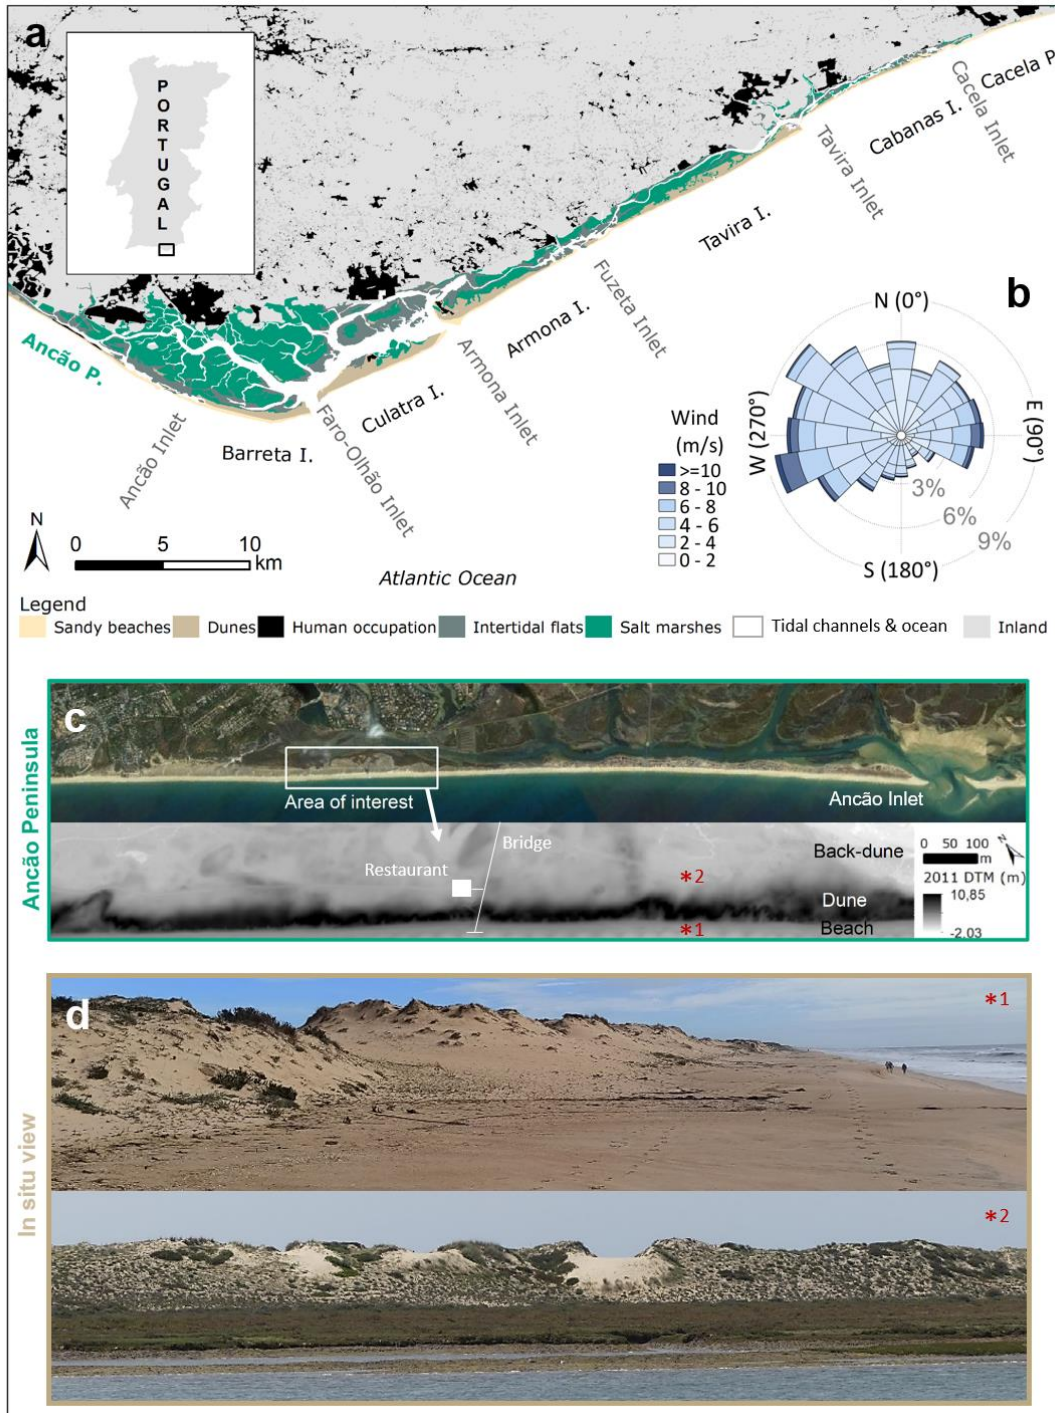 a
PORTUGAL
Ancão P.
Ancão Inlet
Barreta I.
Faro-Olhão Inlet
Culatra I.
Armona Inlet
Armona I.
Fuzeta Inlet
Tavira I.
Tavira Inlet
Cabanas I.
Cacela Inlet
Cacela P
N
0 5 10
km
Atlantic Ocean
b
N (0°)
E (90°)
S (180°)
W (270°)
3%
6%
9%
Wind
(m/s)
>=10
8 - 10
6 - 8
4 - 6
2 - 4
0 - 2
Legend
Sandy beaches Dunes Human occupation Intertidal flats Salt marshes Tidal channels & ocean Inland
Ancão Peninsula
c
Area of interest
Ancão Inlet
Bridge
Restaurant
*2
*1
Back-dune
Dune
Beach
0 50 100
m
N
2011 DTM (m)
10,85
-2,03
In situ view
d
*1
*2